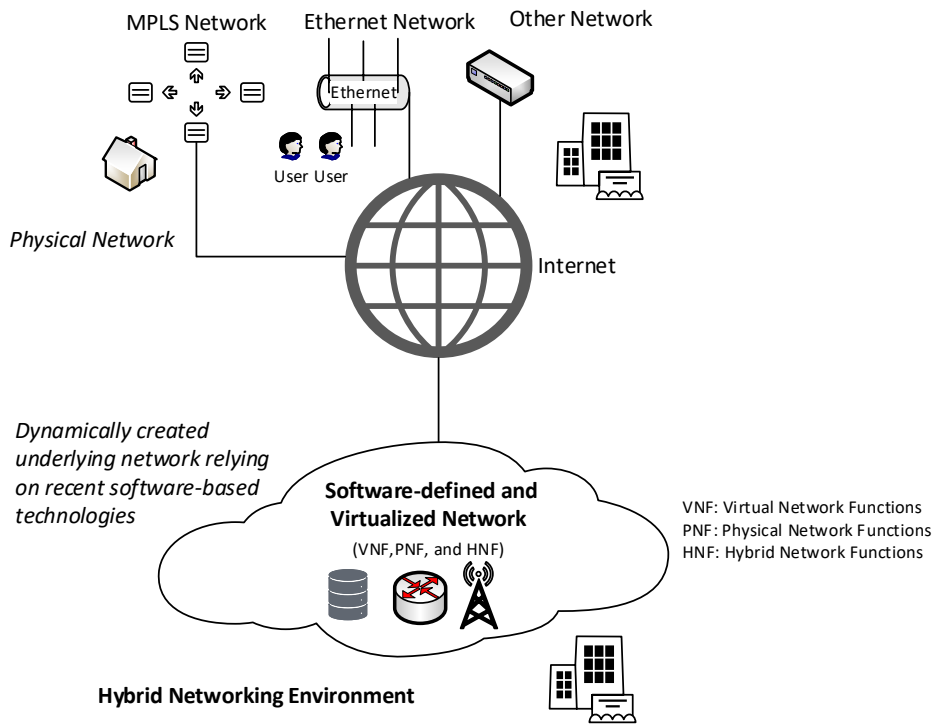 MPLS Network
Ethernet Network
Other Network
Ethernet
User User
Physical Network
Internet
Dynamically created
underlying network relying
on recent software-based
technologies
Software-defined and
Virtualized Network
(VNF,PNF, and HNF)
VNF: Virtual Network Functions
PNF: Physical Network Functions
HNF: Hybrid Network Functions
Hybrid Networking Environment